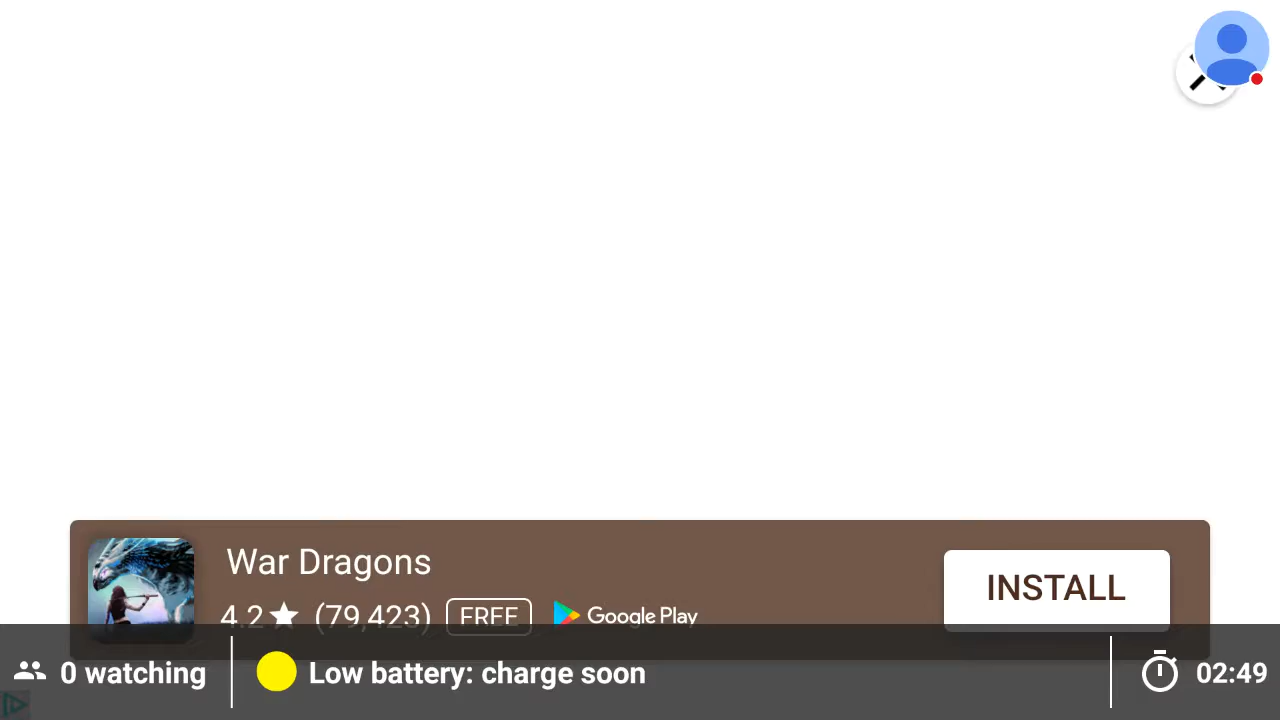 War Dragons
4.2 (79,423) FREE Google Play
INSTALL
0 watching
Low battery: charge soon
02:49